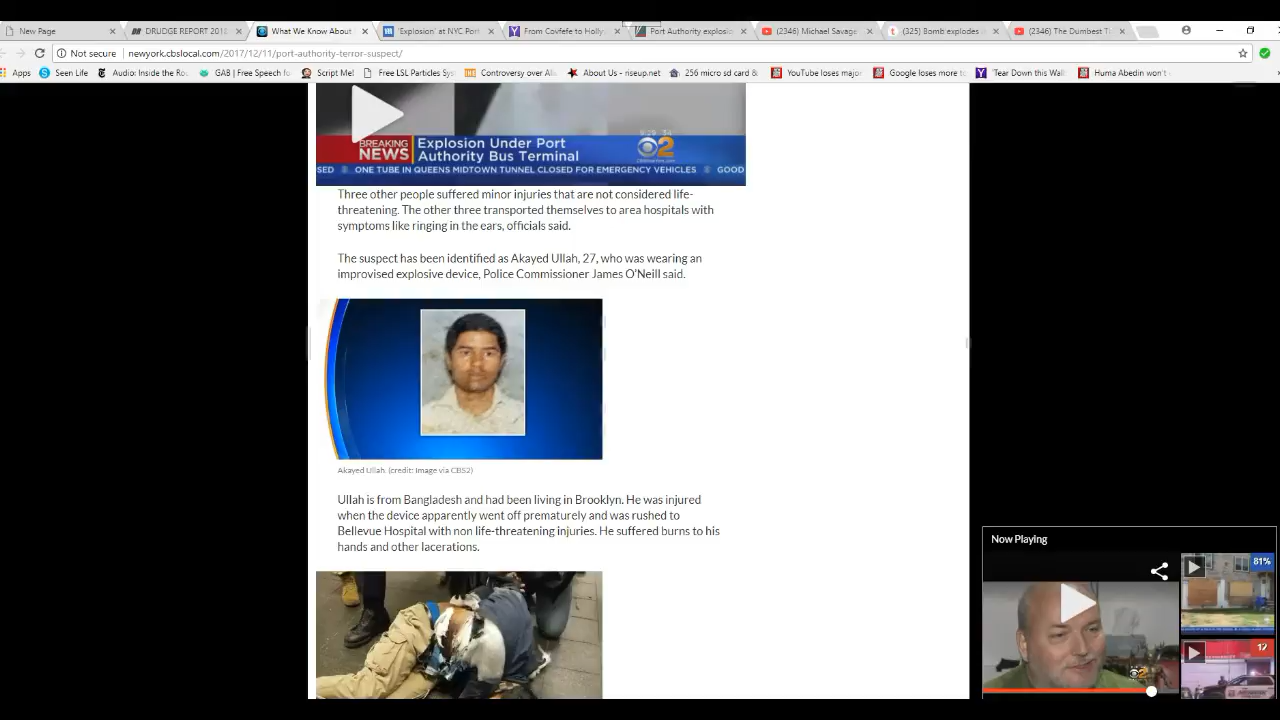 New Page
DRUDGE REPORT 2018
What We Know About
'Explosion' at NYC Port
From Covfefe to Holly
Port Authority explosi
(2346) Michael Savage
(325) Bomb explodes
(2346) The Dumbest T
Not secure newyork.cbslocal.com/2017/12/11/port-authority-terror-suspect/
Apps Seen Life Audio: Inside the Ro GAB | Free Speech fo Script Me! Free LSL Particles Sys Controversy over Al About Us - riseup.net 256 micro sd card & YouTube loses major Google loses more to 'Tear Down this Wall Huma Abedin won't
BREAKING NEWS
Explosion Under Port
Authority Bus Terminal
2
SED ONE TUBE IN QUEENS MIDTOWN TUNNEL CLOSED FOR EMERGENCY VEHICLES GOOD
Three other people suffered minor injuries that are not considered life-
threatening. The other three transported themselves to area hospitals with
symptoms like ringing in the ears, officials said.
The suspect has been identified as Akayed Ullah, 27, who was wearing an
improvised explosive device, Police Commissioner James O'Neill said.
Akayed Ullah (credit: Image via CBS2)
Ullah is from Bangladesh and had been living in Brooklyn. He was injured
when the device apparently went off prematurely and was rushed to
Bellevue Hospital with non life-threatening injuries. He suffered burns to his
hands and other lacerations.
Now Playing
81%
12